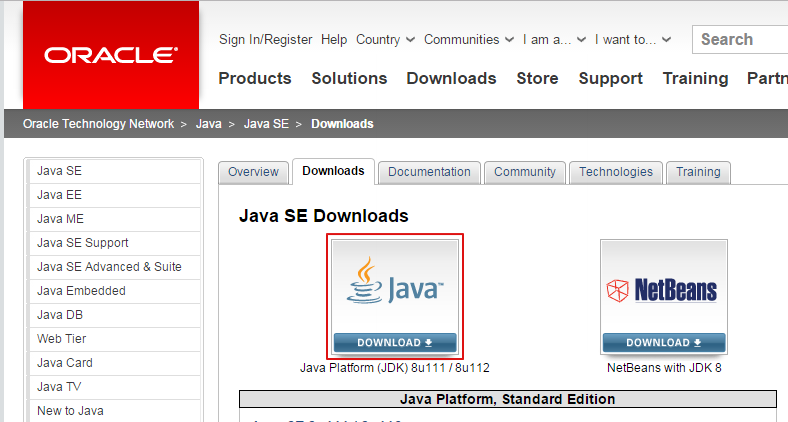 ORACLE®
Sign In/Register Help Country Communities I am a... I want to... Search
Products Solutions Downloads Store Support Training
Oracle Technology Network > Java > Java SE > Downloads
Java SE
Java EE
Java ME
Java SE Support
Java SE Advanced & Suite
Java Embedded
Java DB
Web Tier
Java Card
Java TV
New to Java
Overview Downloads Documentation Community Technologies Training
Java SE Downloads
Java™ NetBeans
DOWNLOAD DOWNLOAD
Java Platform (JDK) 8u111 / 8u112 NetBeans with JDK 8
Java Platform, Standard Edition